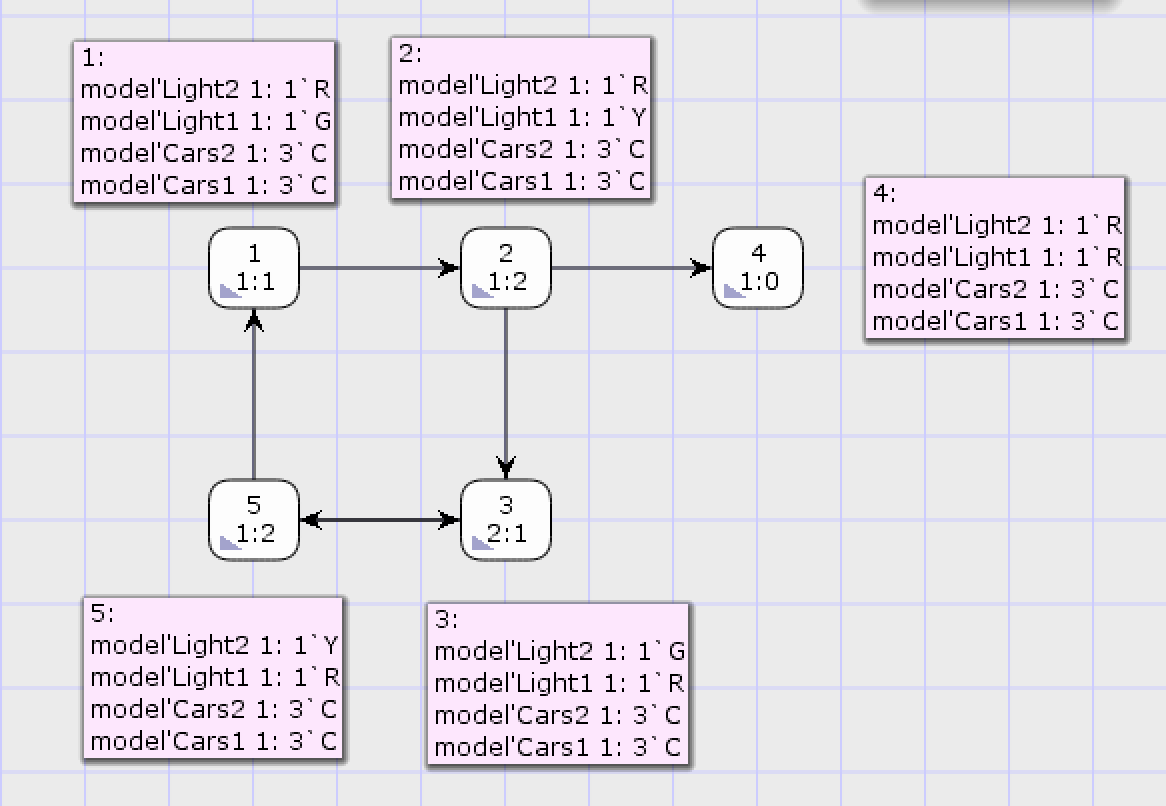 1:
model'Light2 1: 1`R
model'Light1 1: 1`G
model'Cars2 1: 3`C
model'Cars1 1: 3`C
2:
model'Light2 1: 1`R
model'Light1 1: 1`Y
model'Cars2 1: 3`C
model'Cars1 1: 3`C
4:
model'Light2 1: 1`R
model'Light1 1: 1`R
model'Cars2 1: 3`C
model'Cars1 1: 3`C
1
1:1
2
1:2
4
1:0
5
1:2
3
2:1
5:
model'Light2 1: 1`Y
model'Light1 1: 1`R
model'Cars2 1: 3`C
model'Cars1 1: 3`C
3:
model'Light2 1: 1`G
model'Light1 1: 1`R
model'Cars2 1: 3`C
model'Cars1 1: 3`C